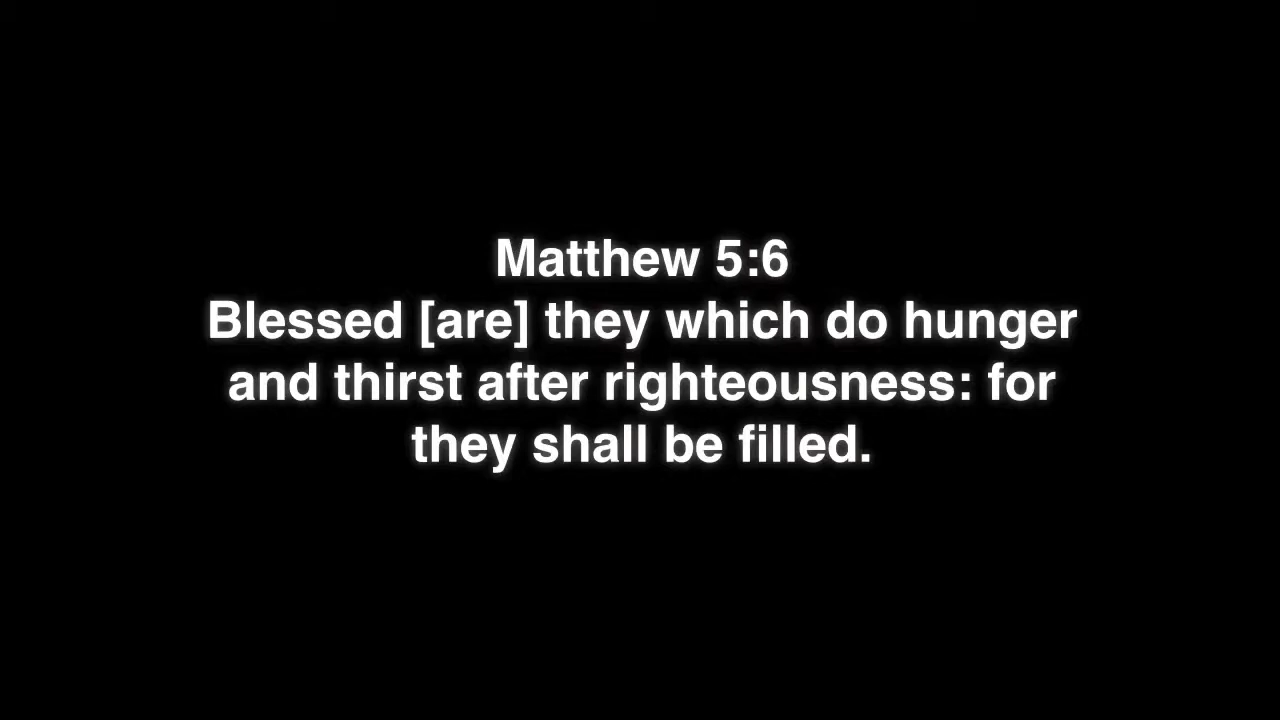 Matthew 5:6
Blessed [are] they which do hunger
and thirst after righteousness: for
they shall be filled.